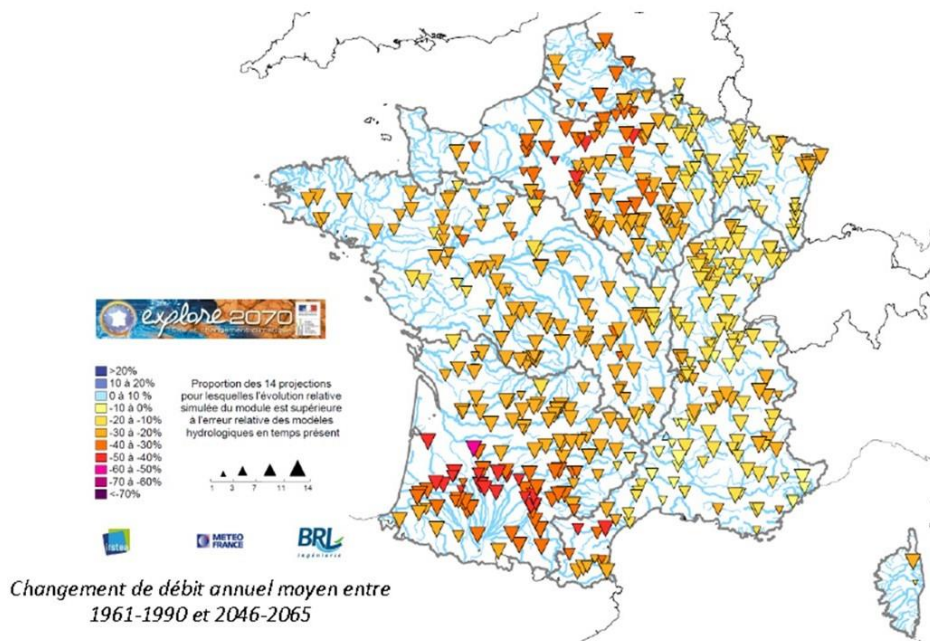 explore 2070
>20%
10 à 20%
0 à 10 %
-10 à 0%
-20 à -10%
-30 à -20%
-40 à -30%
-50 à -40%
-60 à -50%
-70 à -60%
<-70%
Proportion des 14 projections
pour lesquelles l'évolution relative
simulée du module est supérieure
à l'erreur relative des modèles
hydrologiques en temps présent
1 3 7 11 14
irstea
METEO
FRANCE
BRL
ingénierie
Changement de débit annuel moyen entre
1961-1990 et 2046-2065